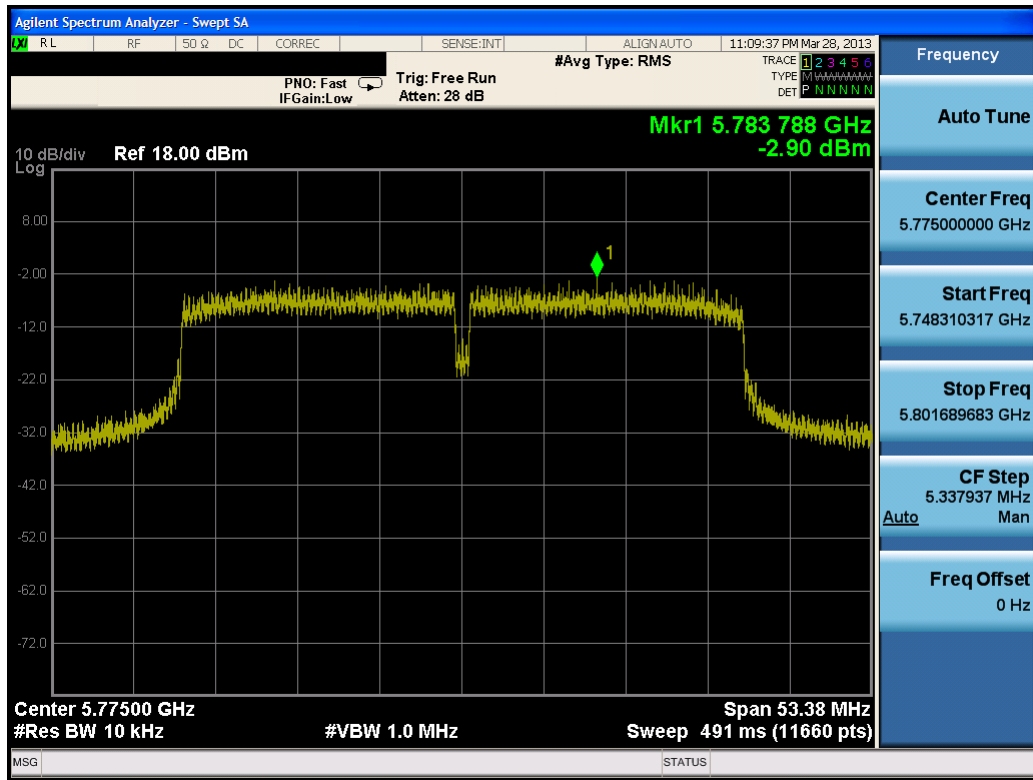 Agilent Spectrum Analyzer - Swept SA
LXI RL RF 50 Ω DC CORREC SENSE:INT ALIGN AUTO 11:09:37 PM Mar 28, 2013
#Avg Type: RMS TRACE 1 2 3 4 5 6
PNO: Fast Trig: Free Run TYPE M WWWWW
IFGain:Low Atten: 28 dB DET P N N N N N
Frequency
Mkr1 5.783 788 GHz
-2.90 dBm
10 dB/div Ref 18.00 dBm
Log
8.00
-2.00
-12.0
-22.0
-32.0
-42.0
-52.0
-62.0
-72.0
1
Center 5.77500 GHz Span 53.38 MHz
#Res BW 10 kHz #VBW 1.0 MHz Sweep 491 ms (11660 pts)
MSG STATUS
Auto Tune
Center Freq
5.775000000 GHz
Start Freq
5.748310317 GHz
Stop Freq
5.801689683 GHz
CF Step
5.337937 MHz
Auto Man
Freq Offset
0 Hz